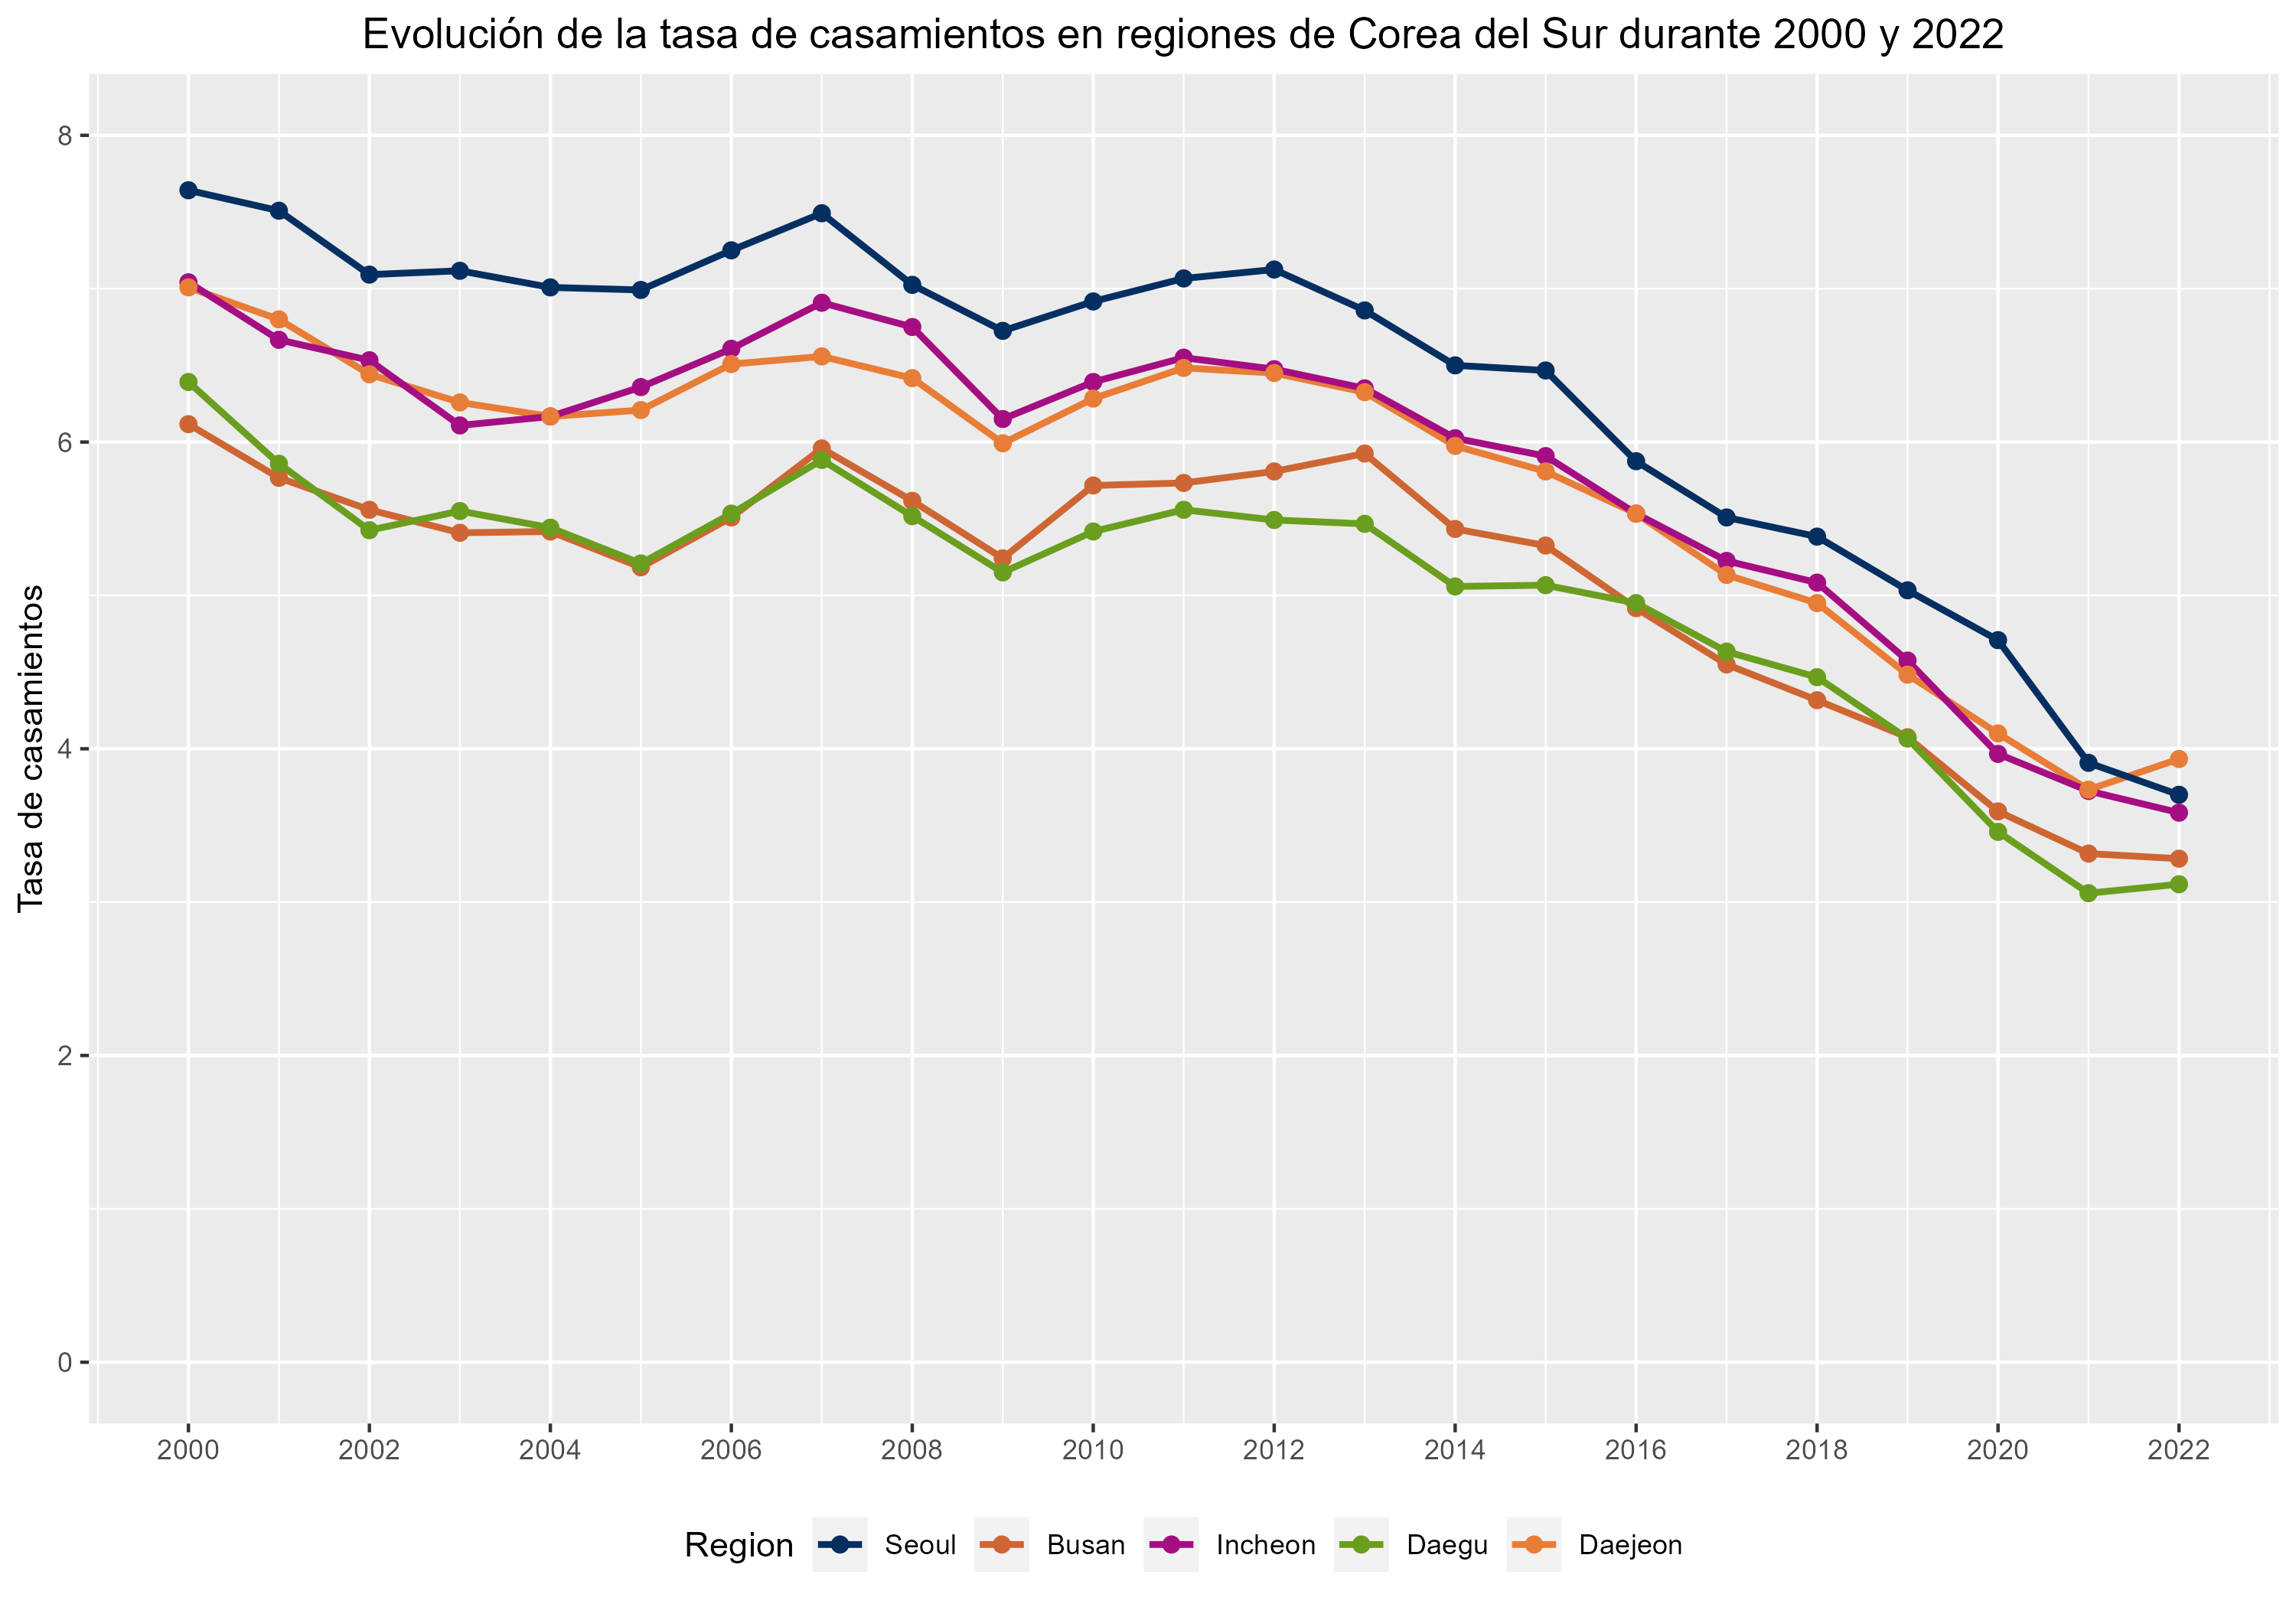 Evolución de la tasa de casamientos en regiones de Corea del Sur durante 2000 y 2022
Tasa de casamientos
8
6
4
2
0
2000 2002 2004 2006 2008 2010 2012 2014 2016 2018 2020 2022
Region Seoul Busan Incheon Daegu Daejeon